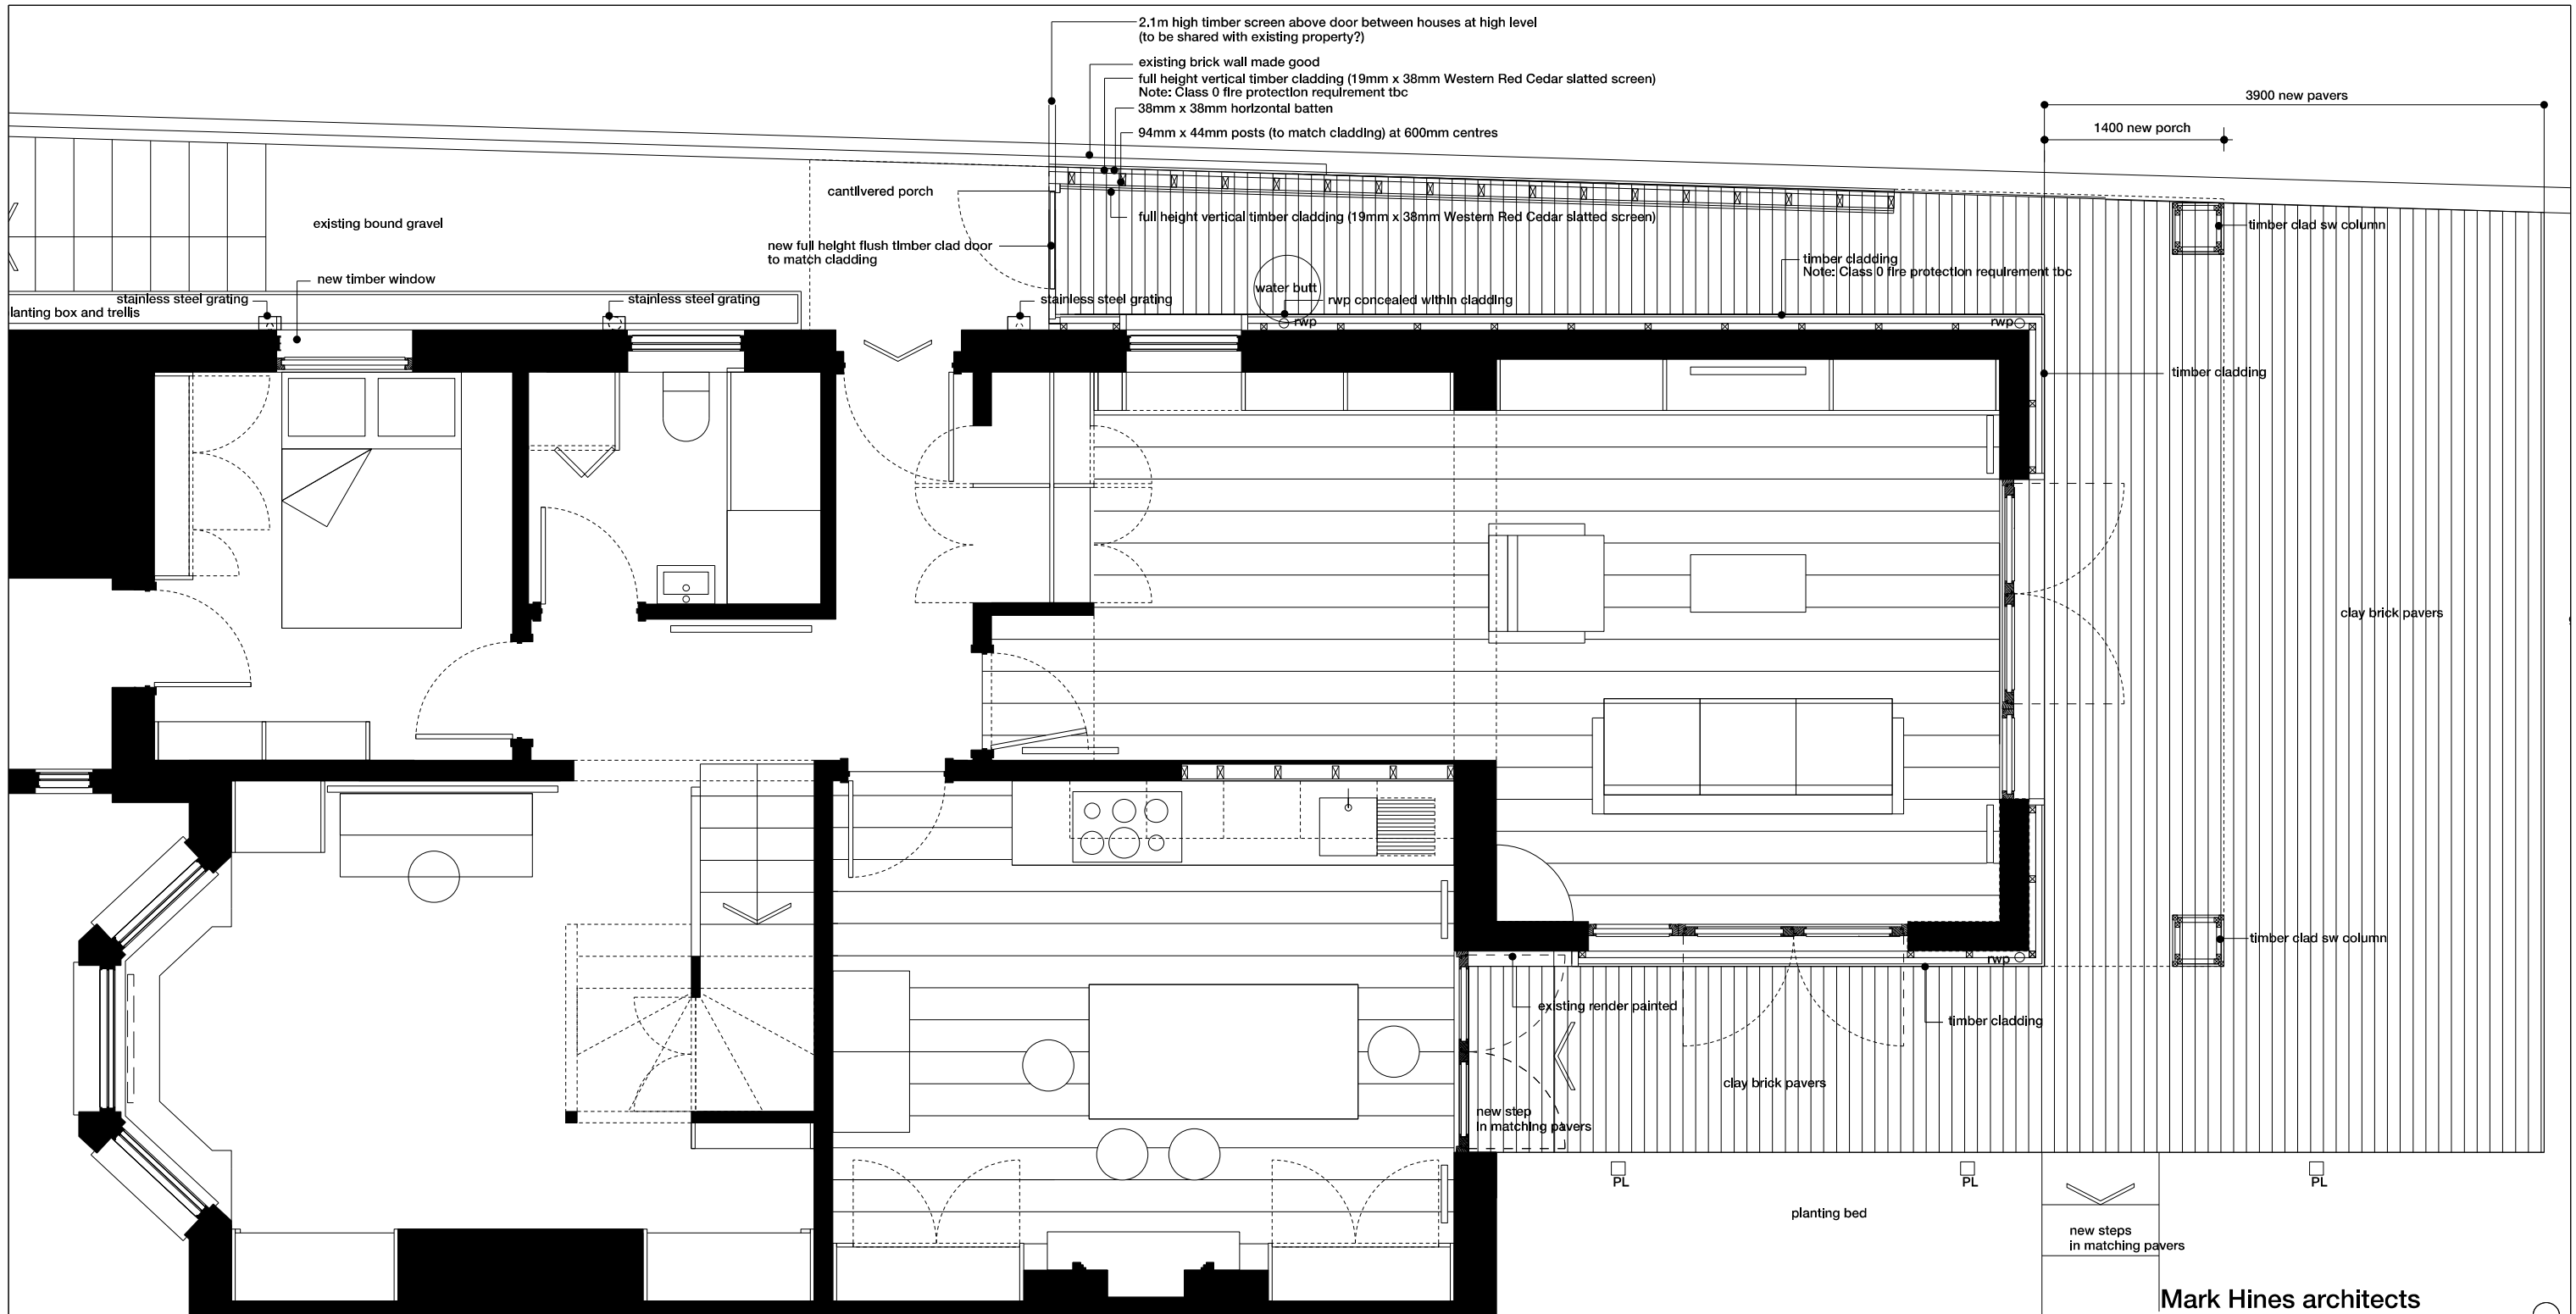 2.1m high timber screen above door between houses at high level
(to be shared with existing property?)
existing brick wall made good
full height vertical timber cladding (19mm x 38mm Western Red Cedar slatted screen)
Note: Class 0 fire protection requirement tbc
38mm x 38mm horizontal batten
94mm x 44mm posts (to match cladding) at 600mm centres
3900 new pavers
1400 new porch
cantilvered porch
existing bound gravel
full height vertical timber cladding (19mm x 38mm Western Red Cedar slatted screen)
timber clad sw column
new full height flush timber clad door
to match cladding
timber cladding
Note: Class 0 fire protection requirement tbc
new timber window
water butt
stainless steel grating
stainless steel grating
stainless steel grating
rwp concealed within cladding
lanting box and trellis
rwp
rwp
timber cladding
clay brick pavers
timber clad sw column
rwp
existing render painted
timber cladding
clay brick pavers
new step
in matching pavers
PL
PL
PL
planting bed
new steps
in matching pavers
Mark Hines architects